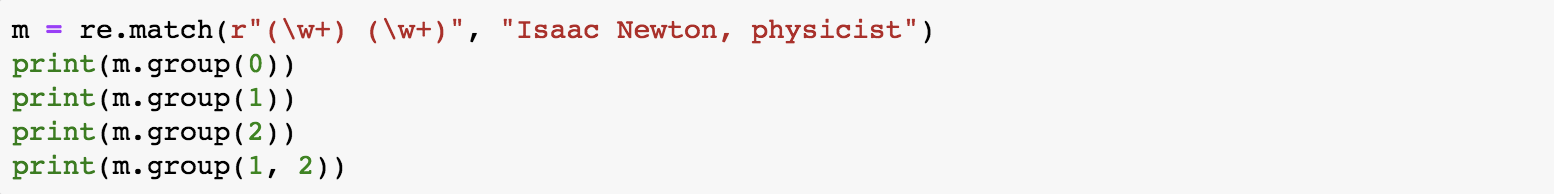 m = re.match(r"(\w+) (\w+)", "Isaac Newton, physicist")
print(m.group(0))
print(m.group(1))
print(m.group(2))
print(m.group(1, 2))